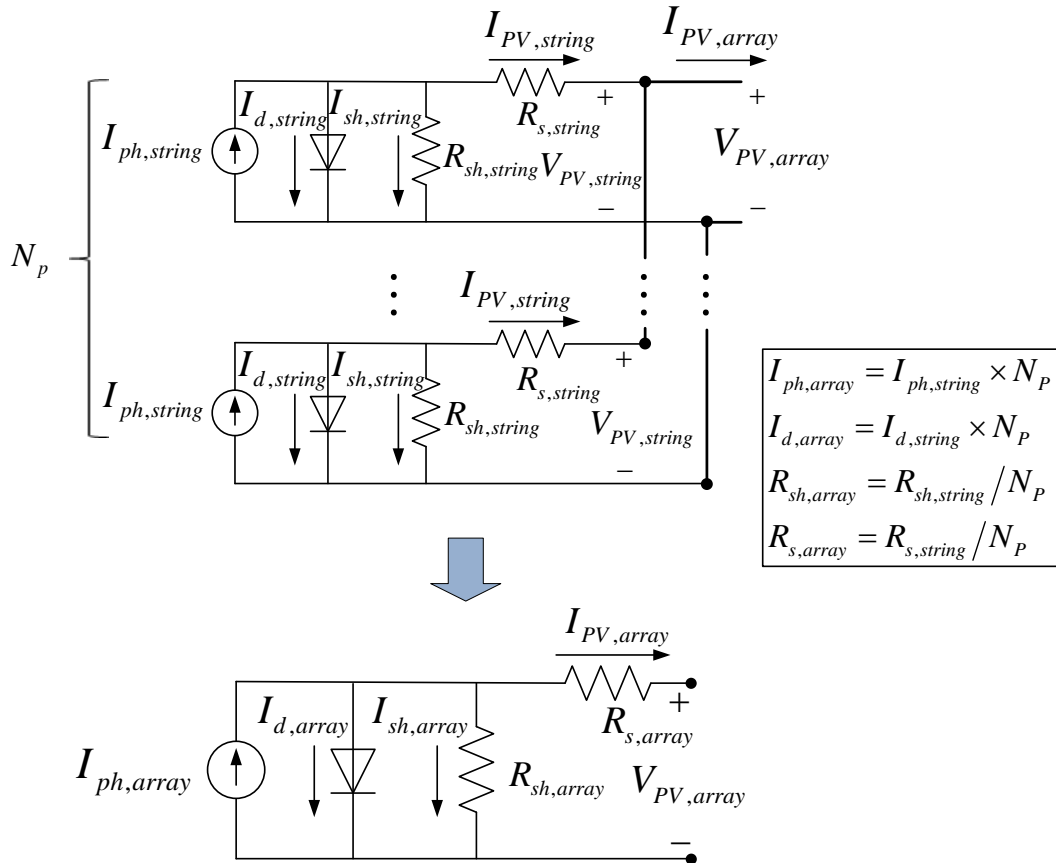 I_{PV,string}
I_{PV,array}
I_{d,string} I_{sh,string}
+ +
R_{s,string}
I_{ph,string}
R_{sh,string} V_{PV,string}
V_{PV,array}
− −
N_p
I_{PV,string}
I_{d,string} I_{sh,string}
+
R_{s,string}
I_{ph,string}
R_{sh,string}
V_{PV,string}
−
I_{ph,array} = I_{ph,string} × N_P
I_{d,array} = I_{d,string} × N_P
R_{sh,array} = R_{sh,string} / N_P
R_{s,array} = R_{s,string} / N_P
I_{PV,array}
I_{d,array} I_{sh,array}
+
R_{s,array}
I_{ph,array}
R_{sh,array}
V_{PV,array}
−